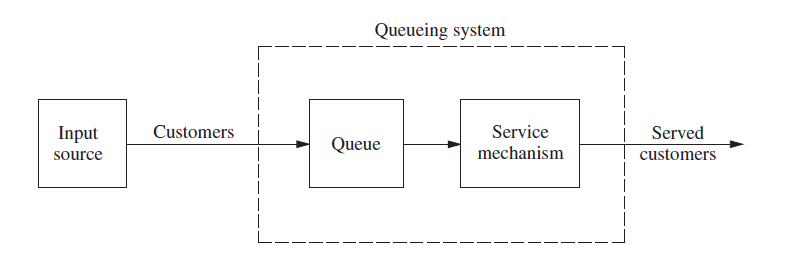 Queueing system
Input
source
Customers
Queue
Service
mechanism
Served
customers